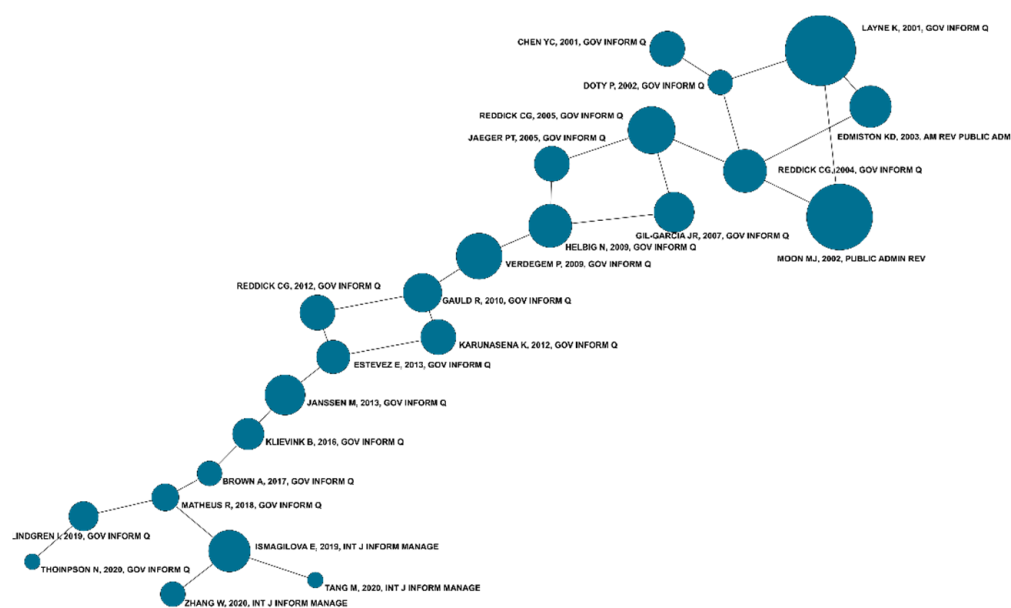 LAYNE K, 2001, GOV INFORM Q
CHEN YC, 2001, GOV INFORM Q
DOTY P, 2002, GOV INFORM Q
REDDICK CG, 2005, GOV INFORM Q
JAEGER PT, 2005, GOV INFORM Q
EDMISTON KD, 2003, AM REV PUBLIC ADM
REDDICK CG, 2004, GOV INFORM Q
GIL-GARCIA JR, 2007, GOV INFORM Q
HELBIG N, 2009, GOV INFORM Q
MOON MJ, 2002, PUBLIC ADMIN REV
VERDEGEM P, 2009, GOV INFORM Q
REDDICK CG, 2012, GOV INFORM Q
GAULD R, 2010, GOV INFORM Q
KARUNASENA K, 2012, GOV INFORM Q
ESTEVEZ E, 2013, GOV INFORM Q
JANSSEN M, 2013, GOV INFORM Q
KLIEVINK B, 2016, GOV INFORM Q
BROWN A, 2017, GOV INFORM Q
MATHEUS R, 2018, GOV INFORM Q
LINDGREN I, 2019, GOV INFORM Q
ISMAGILOVA E, 2019, INT J INFORM MANAGE
THOINPSON N, 2020, GOV INFORM Q
TANG M, 2020, INT J INFORM MANAGE
ZHANG W, 2020, INT J INFORM MANAGE